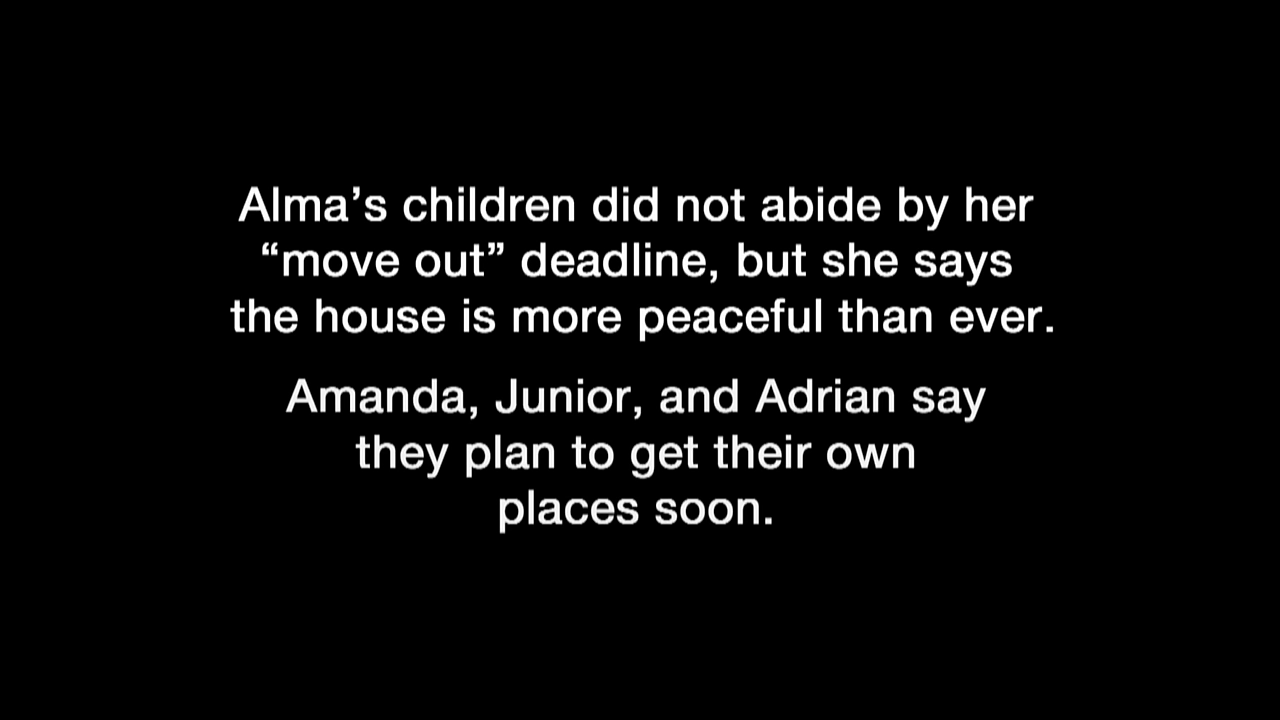 Alma’s children did not abide by her
“move out” deadline, but she says
the house is more peaceful than ever.
Amanda, Junior, and Adrian say
they plan to get their own
places soon.